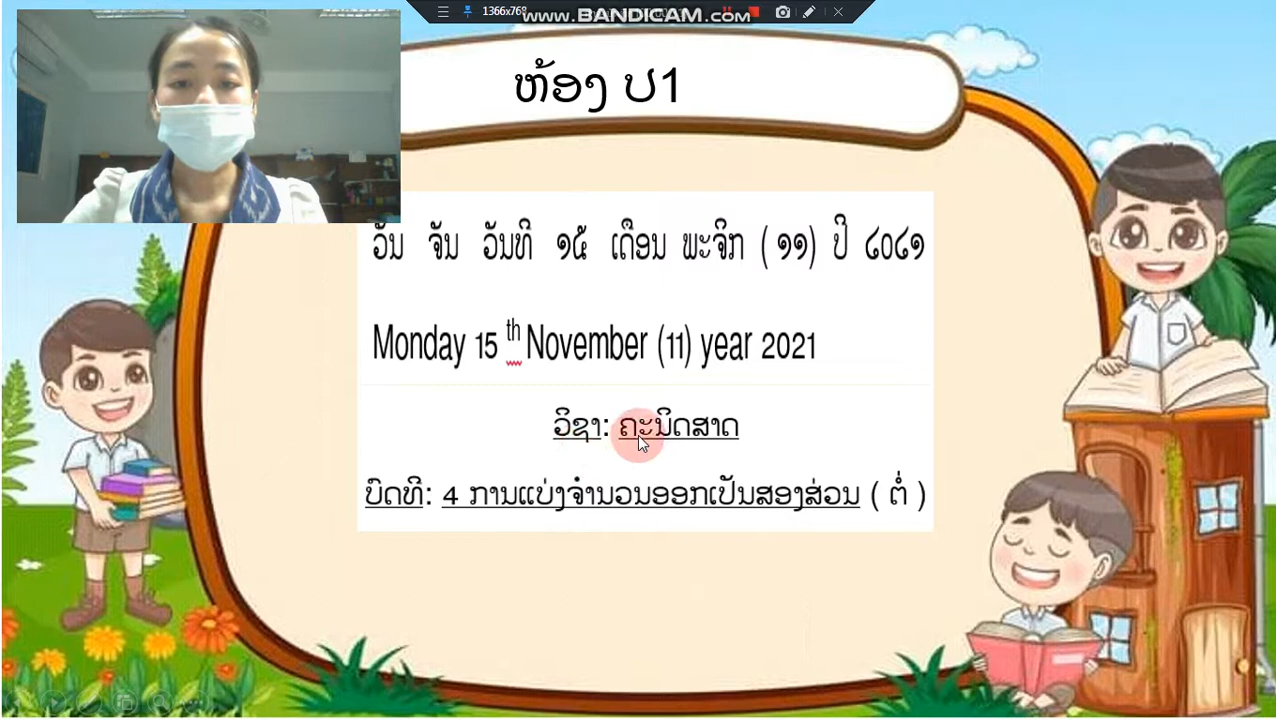 1366x768
www.BANDICAM.com
ຫ້ອງ ປ1
ວັນ ຈັນ ວັນທີ ໑໕ ເດືອນ ພະຈິກ ( ໑໑) ປີ ໒໐໒໑
Monday 15 th November (11) year 2021
ວິຊາ: ຄະນິດສາດ
ບົດທີ: 4 ການແບ່ງຈຳນວນອອກເປັນສອງສ່ວນ ( ຕໍ່ )